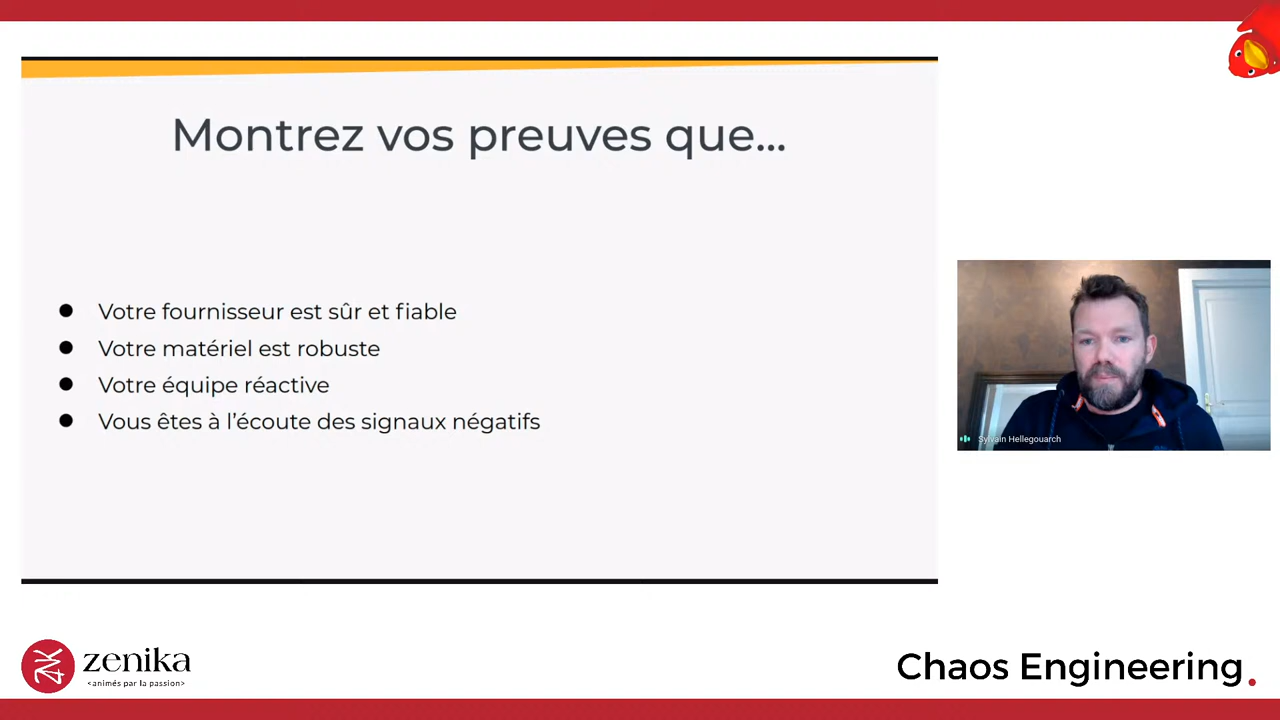 Montrez vos preuves que...
● Votre fournisseur est sûr et fiable
● Votre matériel est robuste
● Votre équipe réactive
● Vous êtes à l'écoute des signaux négatifs
Sylvain Hellegouarch
zenika
<animés par la passion>
Chaos Engineering.